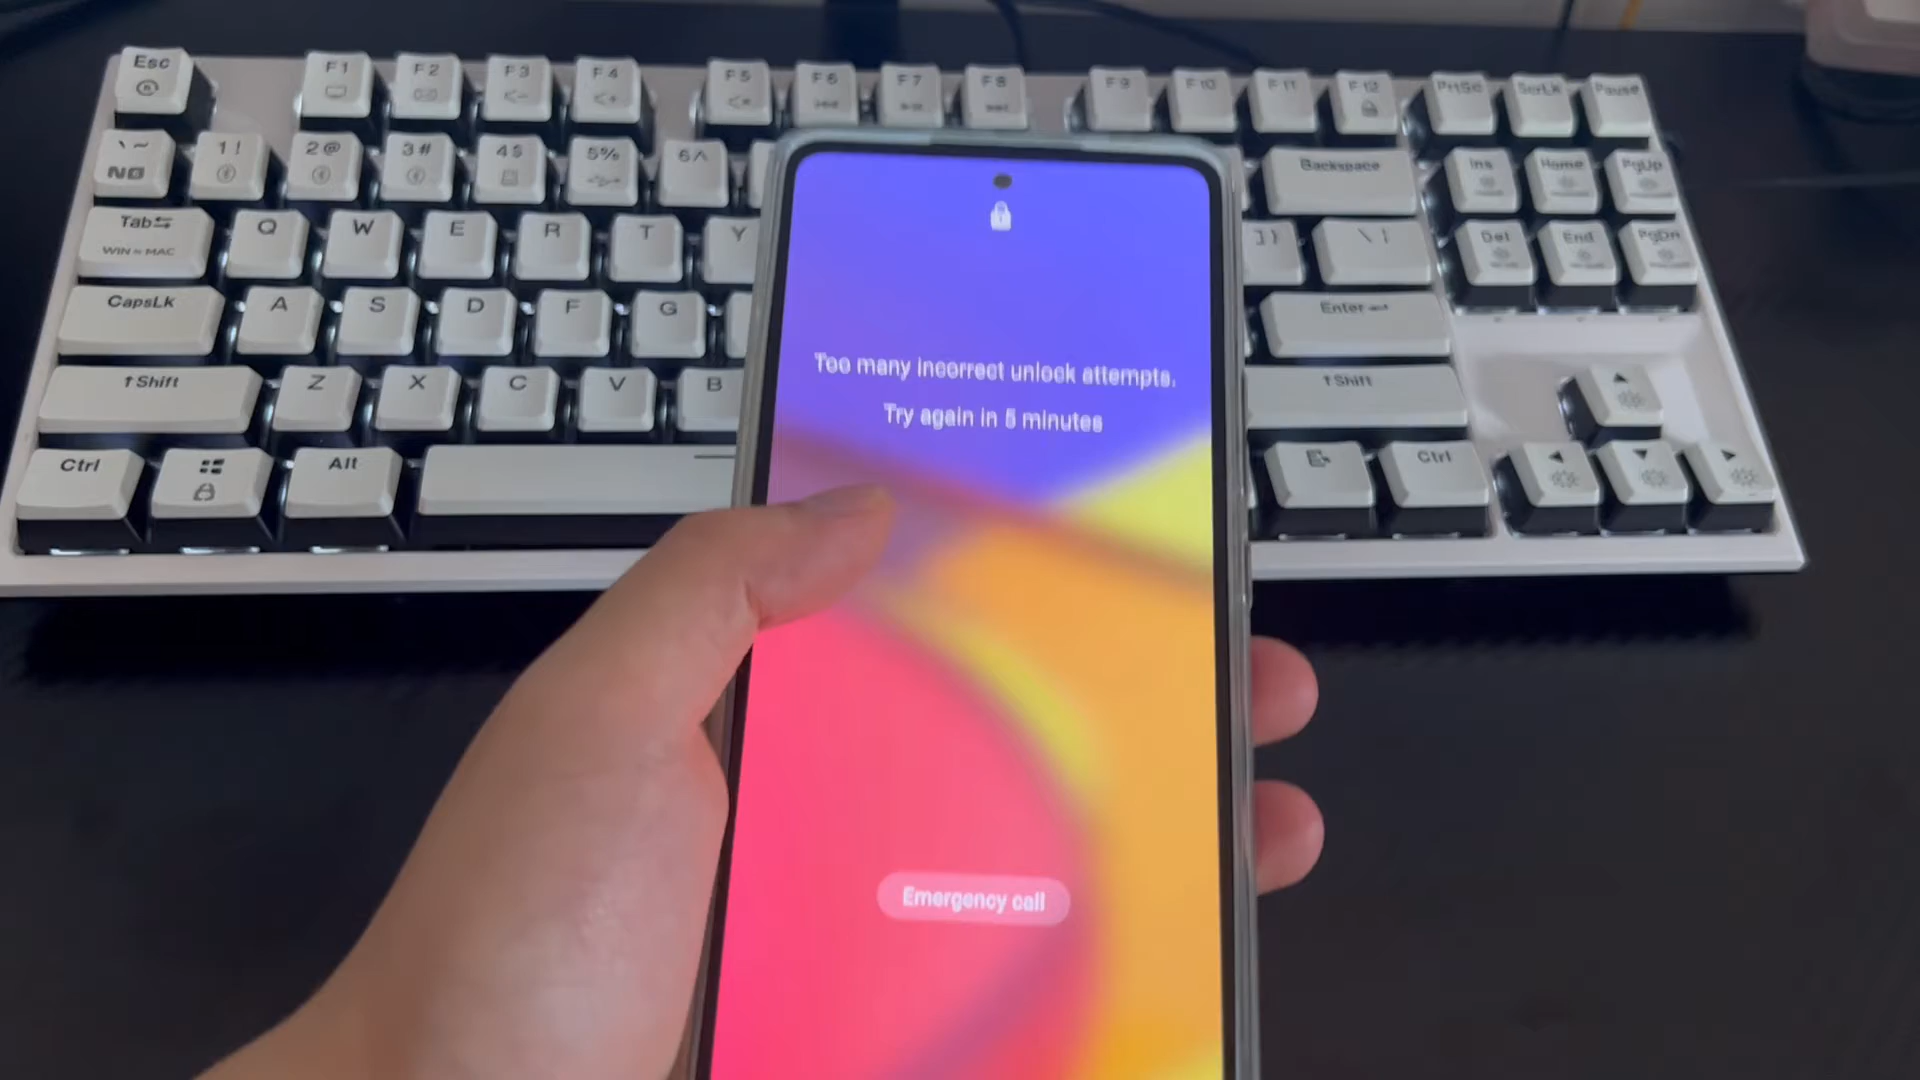 Esc F1 F2 F3 F4 F5 F6 F7 F8 F9 F10 F11 F12 PrtSc ScrLk Pause
` ~ 1 ! 2 @ 3 # 4 $ 5 % 6 ^ Backspace Ins Home PgUp
Tab Q W E R T Y ] } \ | Del End PgDn
WIN ≈ MAC
CapsLk A S D F G Enter
Shift Z X C V B Shift
Ctrl Alt Ctrl
Too many incorrect unlock attempts.
Try again in 5 minutes
Emergency call